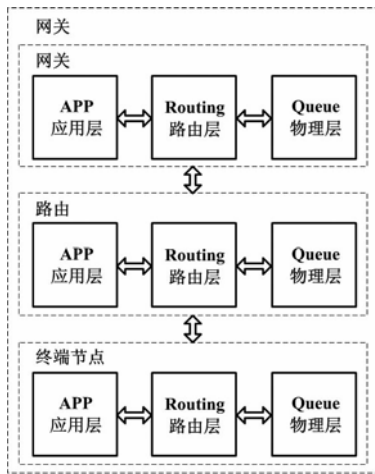 网关
网关
APP
应用层
Routing
路由层
Queue
物理层
路由
APP
应用层
Routing
路由层
Queue
物理层
终端节点
APP
应用层
Routing
路由层
Queue
物理层